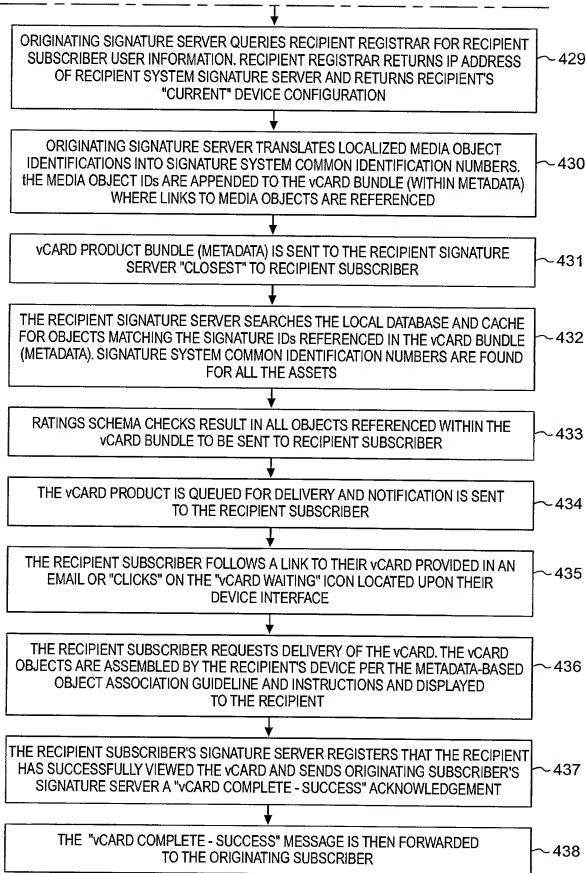 ORIGINATING SIGNATURE SERVER QUERIES RECIPIENT REGISTRAR FOR RECIPIENT
SUBSCRIBER USER INFORMATION. RECIPIENT REGISTRAR RETURNS IP ADDRESS
OF RECIPIENT SYSTEM SIGNATURE SERVER AND RETURNS RECIPIENT'S
"CURRENT" DEVICE CONFIGURATION
429
ORIGINATING SIGNATURE SERVER TRANSLATES LOCALIZED MEDIA OBJECT
IDENTIFICATIONS INTO SIGNATURE SYSTEM COMMON IDENTIFICATION NUMBERS.
tHE MEDIA OBJECT IDs ARE APPENDED TO THE vCARD BUNDLE (WITHIN METADATA)
WHERE LINKS TO MEDIA OBJECTS ARE REFERENCED
430
vCARD PRODUCT BUNDLE (METADATA) IS SENT TO THE RECIPIENT SIGNATURE
SERVER "CLOSEST" TO RECIPIENT SUBSCRIBER
431
THE RECIPIENT SIGNATURE SERVER SEARCHES THE LOCAL DATABASE AND CACHE
FOR OBJECTS MATCHING THE SIGNATURE IDs REFERENCED IN THE vCARD BUNDLE
(METADATA). SIGNATURE SYSTEM COMMON IDENTIFICATION NUMBERS ARE FOUND
FOR ALL THE ASSETS
432
RATINGS SCHEMA CHECKS RESULT IN ALL OBJECTS REFERENCED WITHIN THE
vCARD BUNDLE TO BE SENT TO RECIPIENT SUBSCRIBER
433
THE vCARD PRODUCT IS QUEUED FOR DELIVERY AND NOTIFICATION IS SENT
TO THE RECIPIENT SUBSCRIBER
434
THE RECIPIENT SUBSCRIBER FOLLOWS A LINK TO THEIR vCARD PROVIDED IN AN
EMAIL OR "CLICKS" ON THE "vCARD WAITING" ICON LOCATED UPON THEIR
DEVICE INTERFACE
435
THE RECIPIENT SUBSCRIBER REQUESTS DELIVERY OF THE vCARD. THE vCARD
OBJECTS ARE ASSEMBLED BY THE RECIPIENT'S DEVICE PER THE METADATA-BASED
OBJECT ASSOCIATION GUIDELINE AND INSTRUCTIONS AND DISPLAYED
TO THE RECIPIENT
436
THE RECIPIENT SUBSCRIBER'S SIGNATURE SERVER REGISTERS THAT THE RECIPIENT
HAS SUCCESSFULLY VIEWED THE vCARD AND SENDS ORIGINATING SUBSCRIBER'S
SIGNATURE SERVER A "vCARD COMPLETE - SUCCESS" ACKNOWLEDGEMENT
437
THE "vCARD COMPLETE - SUCCESS" MESSAGE IS THEN FORWARDED
TO THE ORIGINATING SUBSCRIBER
438